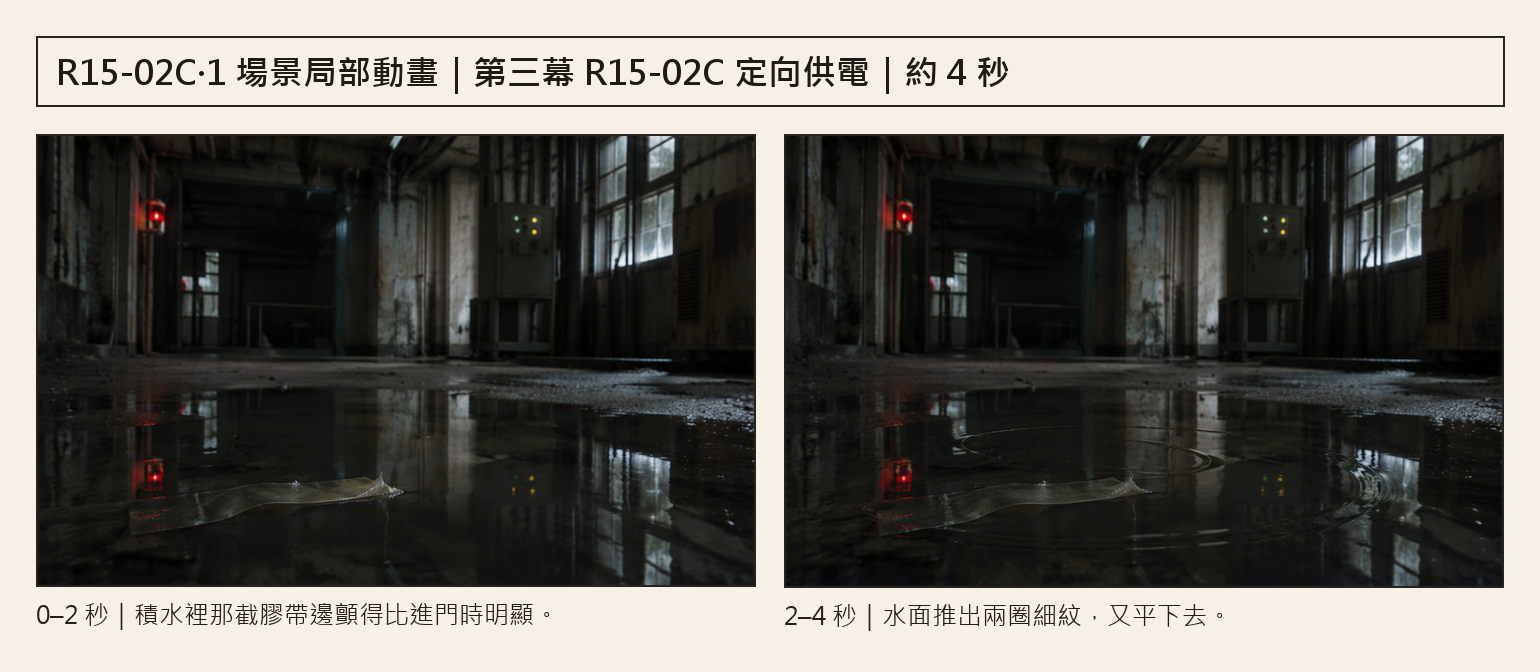 R15-02C·1 場景局部動畫｜第三幕 R15-02C 定向供電｜約 4 秒
0–2 秒｜積水裡那截膠帶邊顫得比進門時明顯。
2–4 秒｜水面推出兩圈細紋，又平下去。